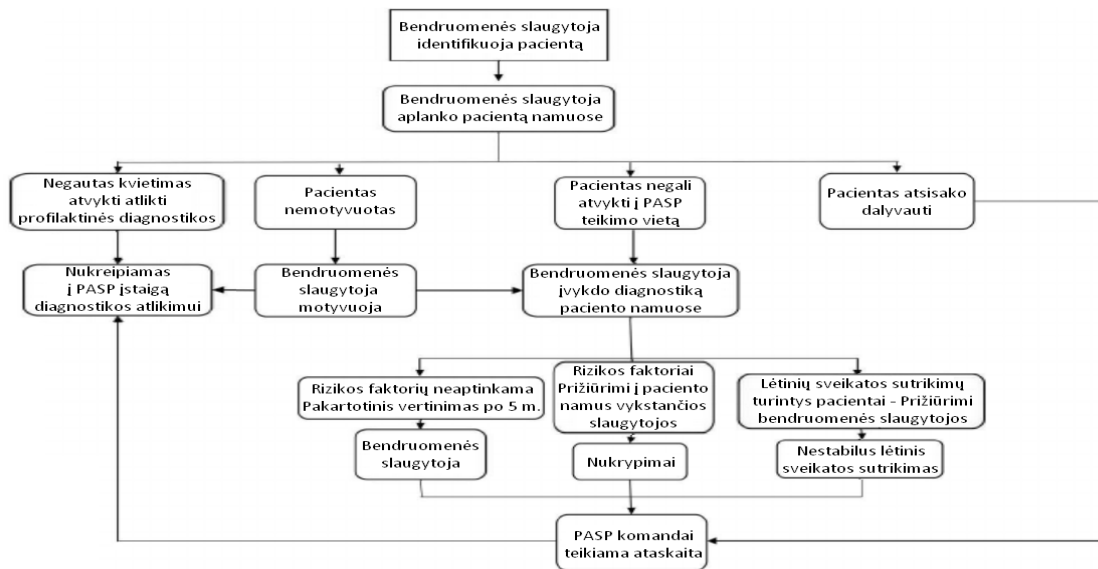 Bendruomenės slaugytoja
identifikuoja pacientą
Bendruomenės slaugytoja
aplanko pacientą namuose
Negautas kvietimas
atvykti atlikti
profilaktinės diagnostikos
Pacientas
nemotyvuotas
Pacientas negali
atvykti į PASP
teikimo vietą
Pacientas atsisako
dalyvauti
Nukreipiamas
į PASP įstaigą
diagnostikos atlikimui
Bendruomenės
slaugytoja
motyvuoja
Bendruomenės slaugytoja
įvykdo diagnostiką
paciento namuose
Rizikos faktorių neaptinkama
Pakartotinis vertinimas po 5 m.
Rizikos faktoriai
Prižiūrimi į paciento
namus vykstančios
slaugytojos
Lėtinių sveikatos sutrikimų
turintys pacientai - Prižiūrimi
bendruomenės slaugytojos
Bendruomenės
slaugytoja
Nukrypimai
Nestabilus lėtinis
sveikatos sutrikimas
PASP komandai
teikiama ataskaita